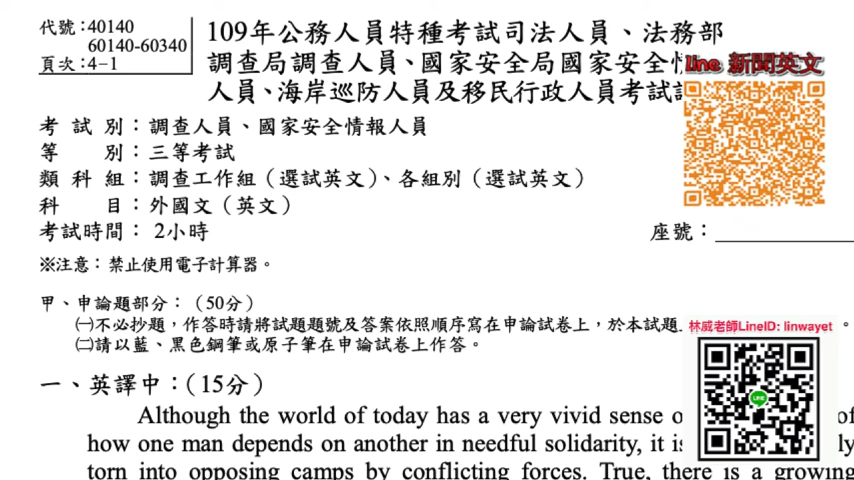 代號：40140
60140-60340
頁次：4-1
109年公務人員特種考試司法人員、法務部
調查局調查人員、國家安全局國家安全情
人員、海岸巡防人員及移民行政人員考試
line 新聞英文
考試別：調查人員、國家安全情報人員
等別：三等考試
類科組：調查工作組（選試英文）、各組別（選試英文）
科目：外國文（英文）
考試時間：2小時
座號：
※注意：禁止使用電子計算器。
甲、申論題部分：（50分）
㈠不必抄題，作答時請將試題題號及答案依照順序寫在申論試卷上，於本試題
林威老師LineID: linwayet
㈡請以藍、黑色鋼筆或原子筆在申論試卷上作答。
一、英譯中：（15分）
Although the world of today has a very vivid sense of
how one man depends on another in needful solidarity, it is
torn into opposing camps by conflicting forces. True, there is a growing